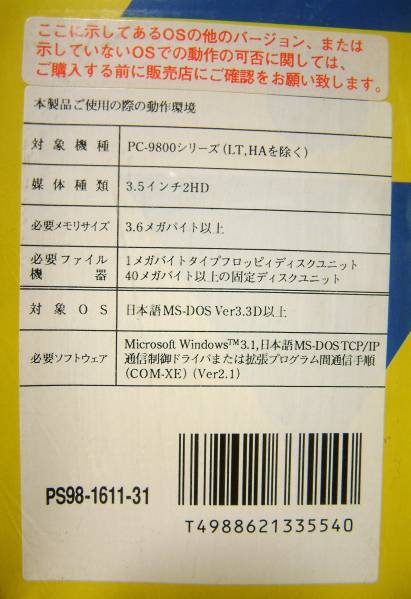 ここに示してあるOSの他のバージョン、または
示していないOSでの動作の可否に関しては、
ご購入する前に販売店にご確認をお願い致します。
本製品ご使用の際の動作環境
対象機種 PC-9800シリーズ(LT,HAを除く)
媒体種類 3.5インチ2HD
必要メモリサイズ 3.6メガバイト以上
必要ファイル 1メガバイトタイプフロッピィディスクユニット
機器 40メガバイト以上の固定ディスクユニット
対象OS 日本語MS-DOS Ver3.3D以上
必要ソフトウェア Microsoft Windows™3.1,日本語MS-DOS TCP/IP
通信制御ドライバまたは拡張プログラム間通信手順
(COM-XE) (Ver2.1)
PS98-1611-31
T4988621335540